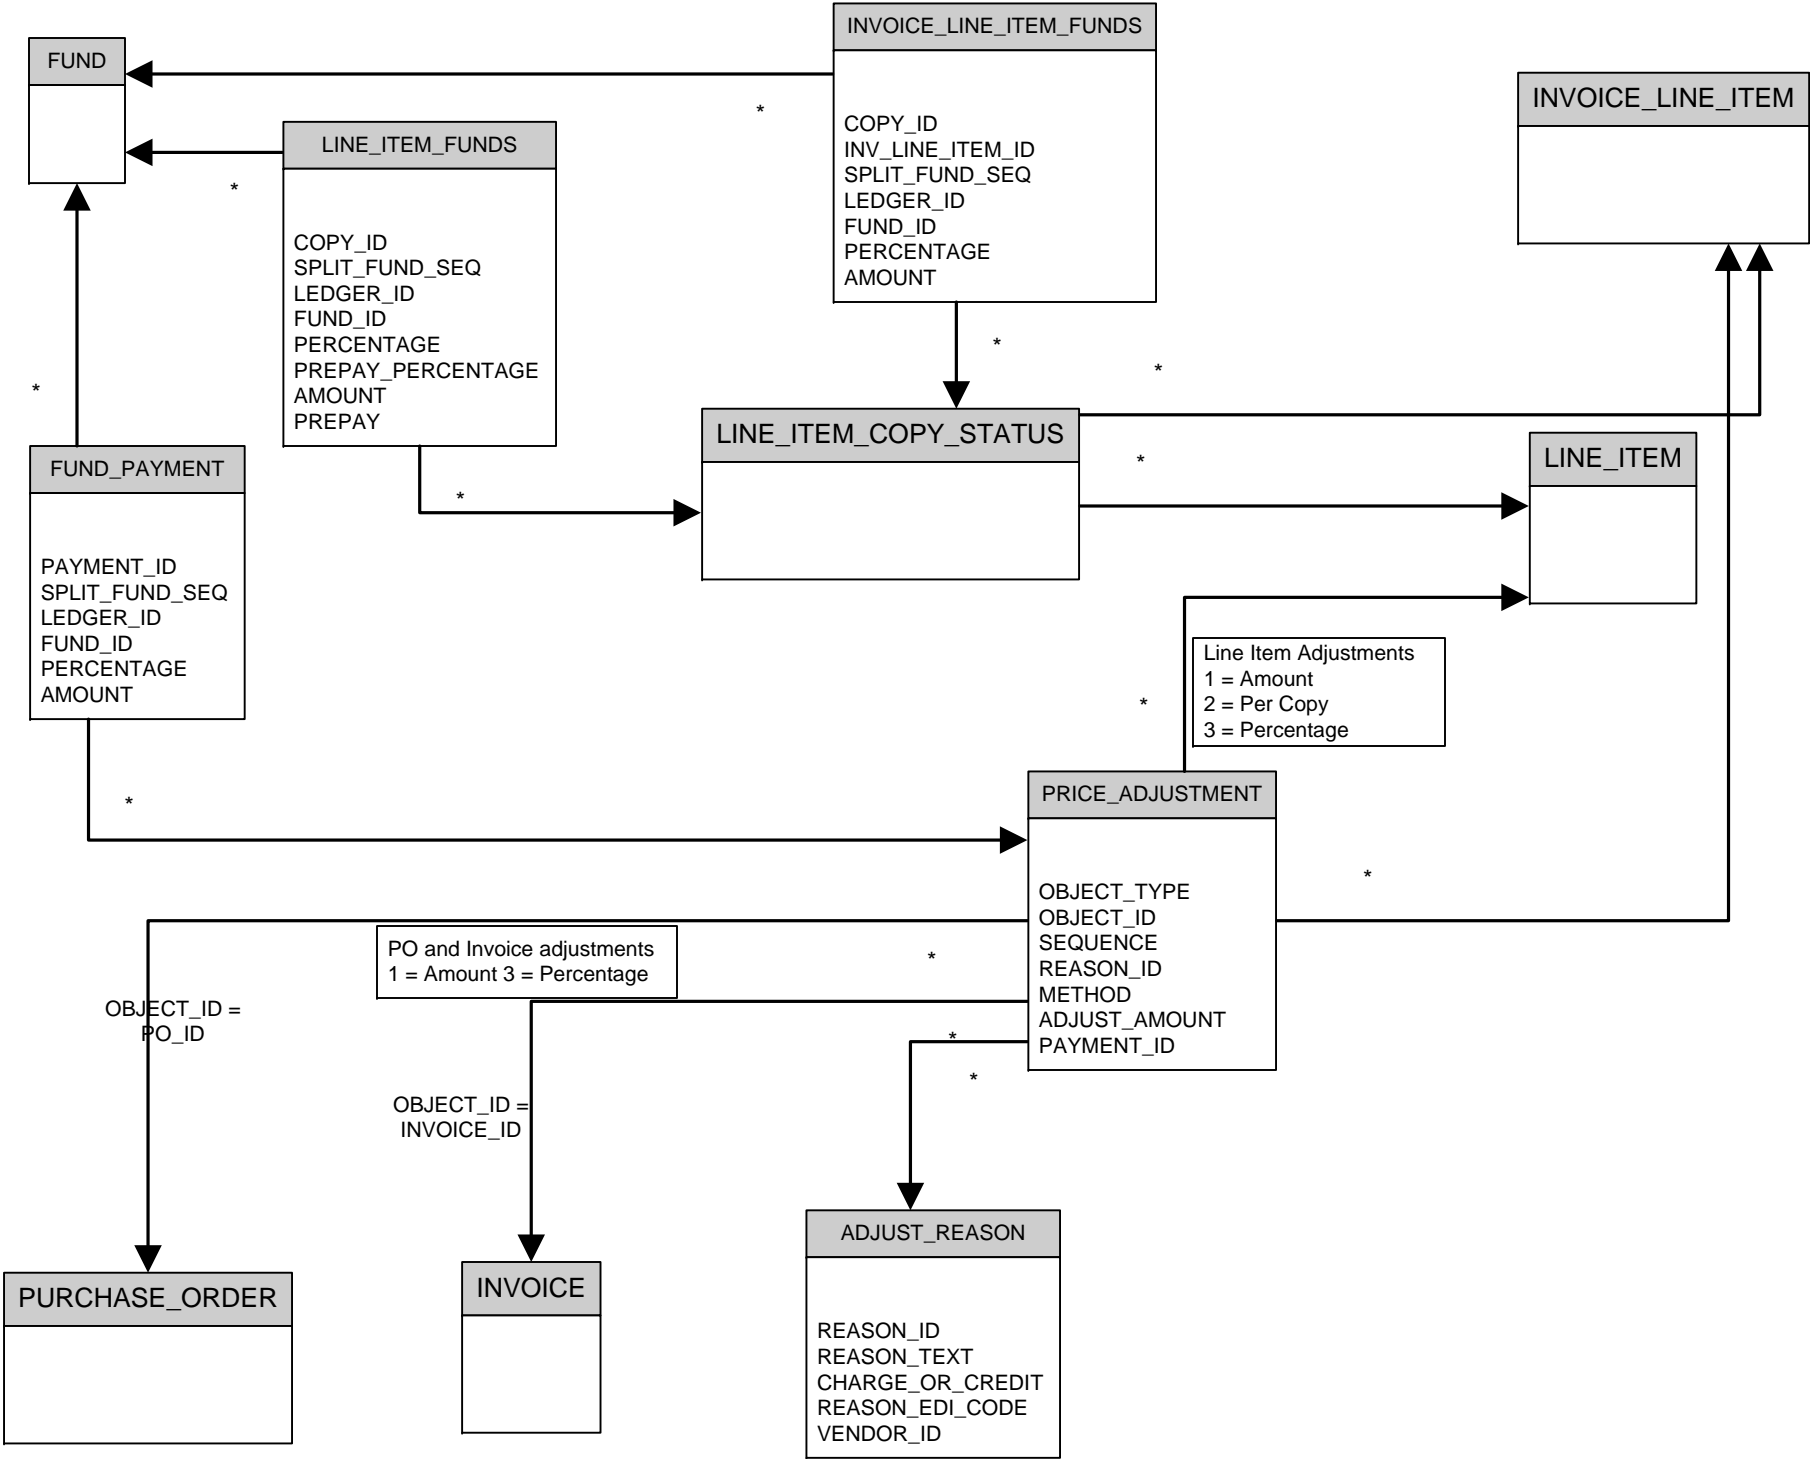 INVOICE_LINE_ITEM_FUNDS
COPY_ID
INV_LINE_ITEM_ID
SPLIT_FUND_SEQ
LEDGER_ID
FUND_ID
PERCENTAGE
AMOUNT
FUND
*
INVOICE_LINE_ITEM
LINE_ITEM_FUNDS
COPY_ID
SPLIT_FUND_SEQ
LEDGER_ID
FUND_ID
PERCENTAGE
PREPAY_PERCENTAGE
AMOUNT
PREPAY
*
*
*
*
LINE_ITEM_COPY_STATUS
*
LINE_ITEM
*
FUND_PAYMENT
PAYMENT_ID
SPLIT_FUND_SEQ
LEDGER_ID
FUND_ID
PERCENTAGE
AMOUNT
*
Line Item Adjustments
1 = Amount
2 = Per Copy
3 = Percentage
*
PRICE_ADJUSTMENT
OBJECT_TYPE
OBJECT_ID
SEQUENCE
REASON_ID
METHOD
ADJUST_AMOUNT
PAYMENT_ID
*
PO and Invoice adjustments
1 = Amount 3 = Percentage
*
*
*
OBJECT_ID =
PO_ID
OBJECT_ID =
INVOICE_ID
PURCHASE_ORDER
INVOICE
ADJUST_REASON
REASON_ID
REASON_TEXT
CHARGE_OR_CREDIT
REASON_EDI_CODE
VENDOR_ID